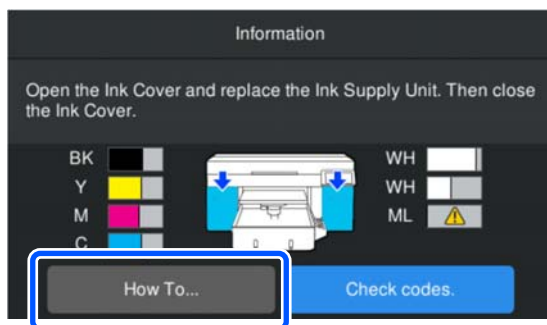 Information
Open the Ink Cover and replace the Ink Supply Unit. Then close
the Ink Cover.
BK WH
Y WH
M ML
C
How To... Check codes.